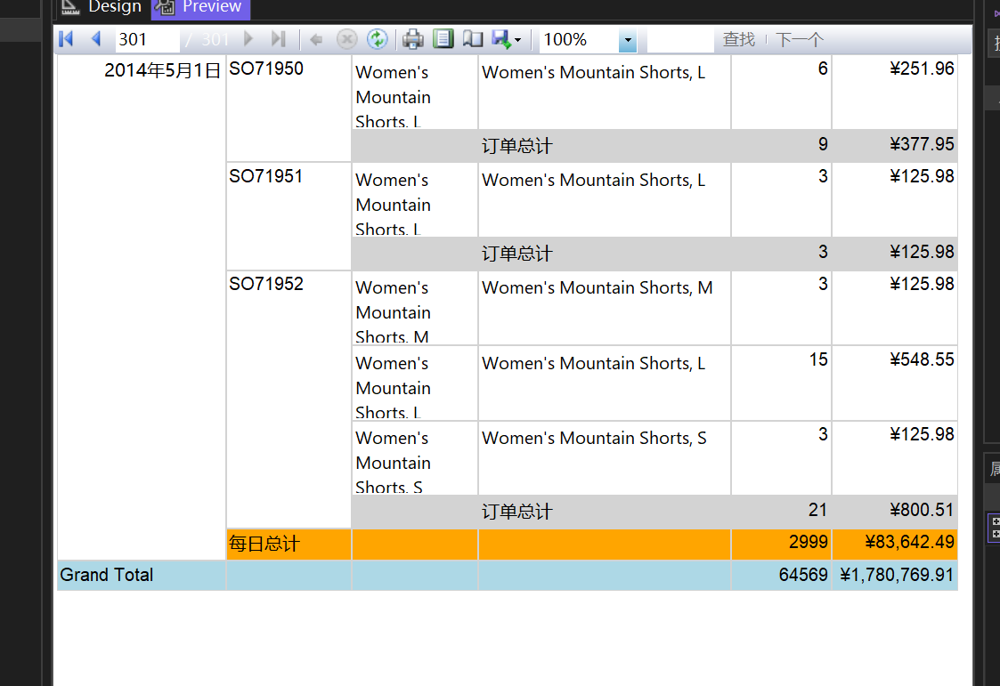 Design Preview
301 / 301 100% 查找 下一个
2014年5月1日 SO71950 Women's Mountain Shorts, L Women's Mountain Shorts, L 6 ¥251.96
订单总计 9 ¥377.95
SO71951 Women's Mountain Shorts, L Women's Mountain Shorts, L 3 ¥125.98
订单总计 3 ¥125.98
SO71952 Women's Mountain Shorts, M Women's Mountain Shorts, M 3 ¥125.98
Women's Mountain Shorts, L Women's Mountain Shorts, L 15 ¥548.55
Women's Mountain Shorts, S Women's Mountain Shorts, S 3 ¥125.98
订单总计 21 ¥800.51
每日总计 2999 ¥83,642.49
Grand Total 64569 ¥1,780,769.91